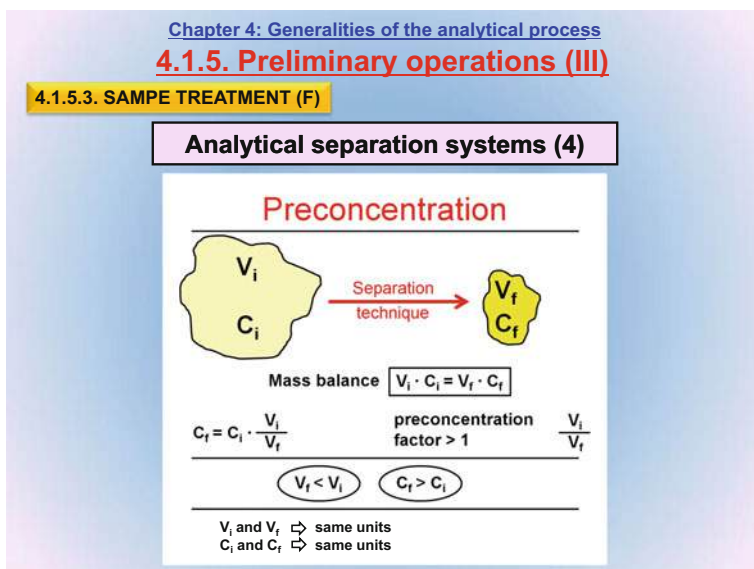 Chapter 4: Generalities of the analytical process
4.1.5. Preliminary operations (III)
4.1.5.3. SAMPE TREATMENT (F)
Analytical separation systems (4)
Preconcentration
Vi
Ci
Separation
technique
Vf
Cf
Mass balance Vi · Ci = Vf · Cf
Cf = Ci · Vi / Vf
preconcentration
factor > 1
Vi / Vf
Vf < Vi Cf > Ci
Vi and Vf ⇨ same units
Ci and Cf ⇨ same units